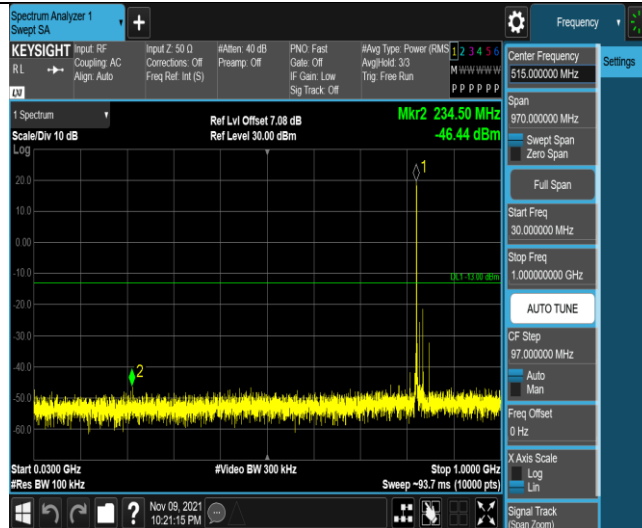 Spectrum Analyzer 1
Swept SA
Frequency
KEYSIGHT
Input: RF
Coupling: AC
Align: Auto
Input Z: 50 Ω
Corrections: Off
Freq Ref: Int (S)
#Atten: 40 dB
Preamp: Off
PNO: Fast
Gate: Off
IF Gain: Low
Sig Track: Off
#Avg Type: Power (RMS
Avg|Hold: 3/3
Trig: Free Run
1 2 3 4 5 6
M W W W W W
P P P P P P
R L
LXI
1 Spectrum
Scale/Div 10 dB
Ref Lvl Offset 7.08 dB
Ref Level 30.00 dBm
Mkr2 234.50 MHz
-46.44 dBm
Log
20.0
10.0
0.00
-10.0
-20.0
-30.0
-40.0
-50.0
-60.0
1
2
DL1 -13.00 dBm
Start 0.0300 GHz
#Res BW 100 kHz
#Video BW 300 kHz
Stop 1.0000 GHz
Sweep ~93.7 ms (10000 pts)
Nov 09, 2021
10:21:15 PM
Center Frequency
515.000000 MHz
Settings
Span
970.000000 MHz
Swept Span
Zero Span
Full Span
Start Freq
30.000000 MHz
Stop Freq
1.000000000 GHz
AUTO TUNE
CF Step
97.000000 MHz
Auto
Man
Freq Offset
0 Hz
X Axis Scale
Log
Lin
Signal Track
(Span Zoom)